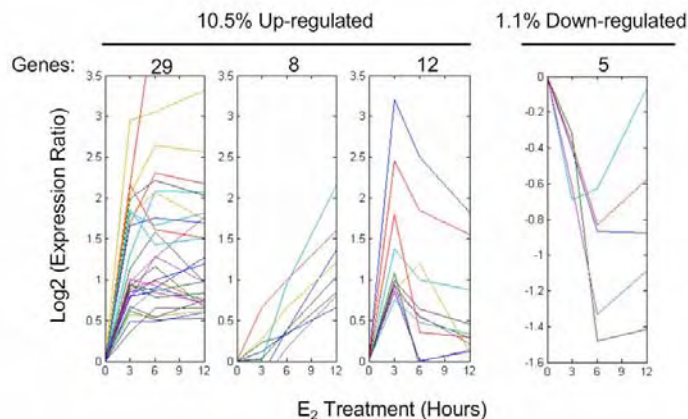 10.5% Up-regulated 1.1% Down-regulated
Genes: 29 8 12 5
Log2 (Expression Ratio)
3.5 3.5 3.5 0
3 3 3 -0.2
2.5 2.5 2.5 -0.4
2 2 2 -0.6
1.5 1.5 1.5 -0.8
1 1 1 -1
0.5 0.5 0.5 -1.2
0 0 0 -1.4
-1.6
0 3 6 9 12 0 3 6 9 12 0 3 6 9 12 0 3 6 9 12
E2 Treatment (Hours)